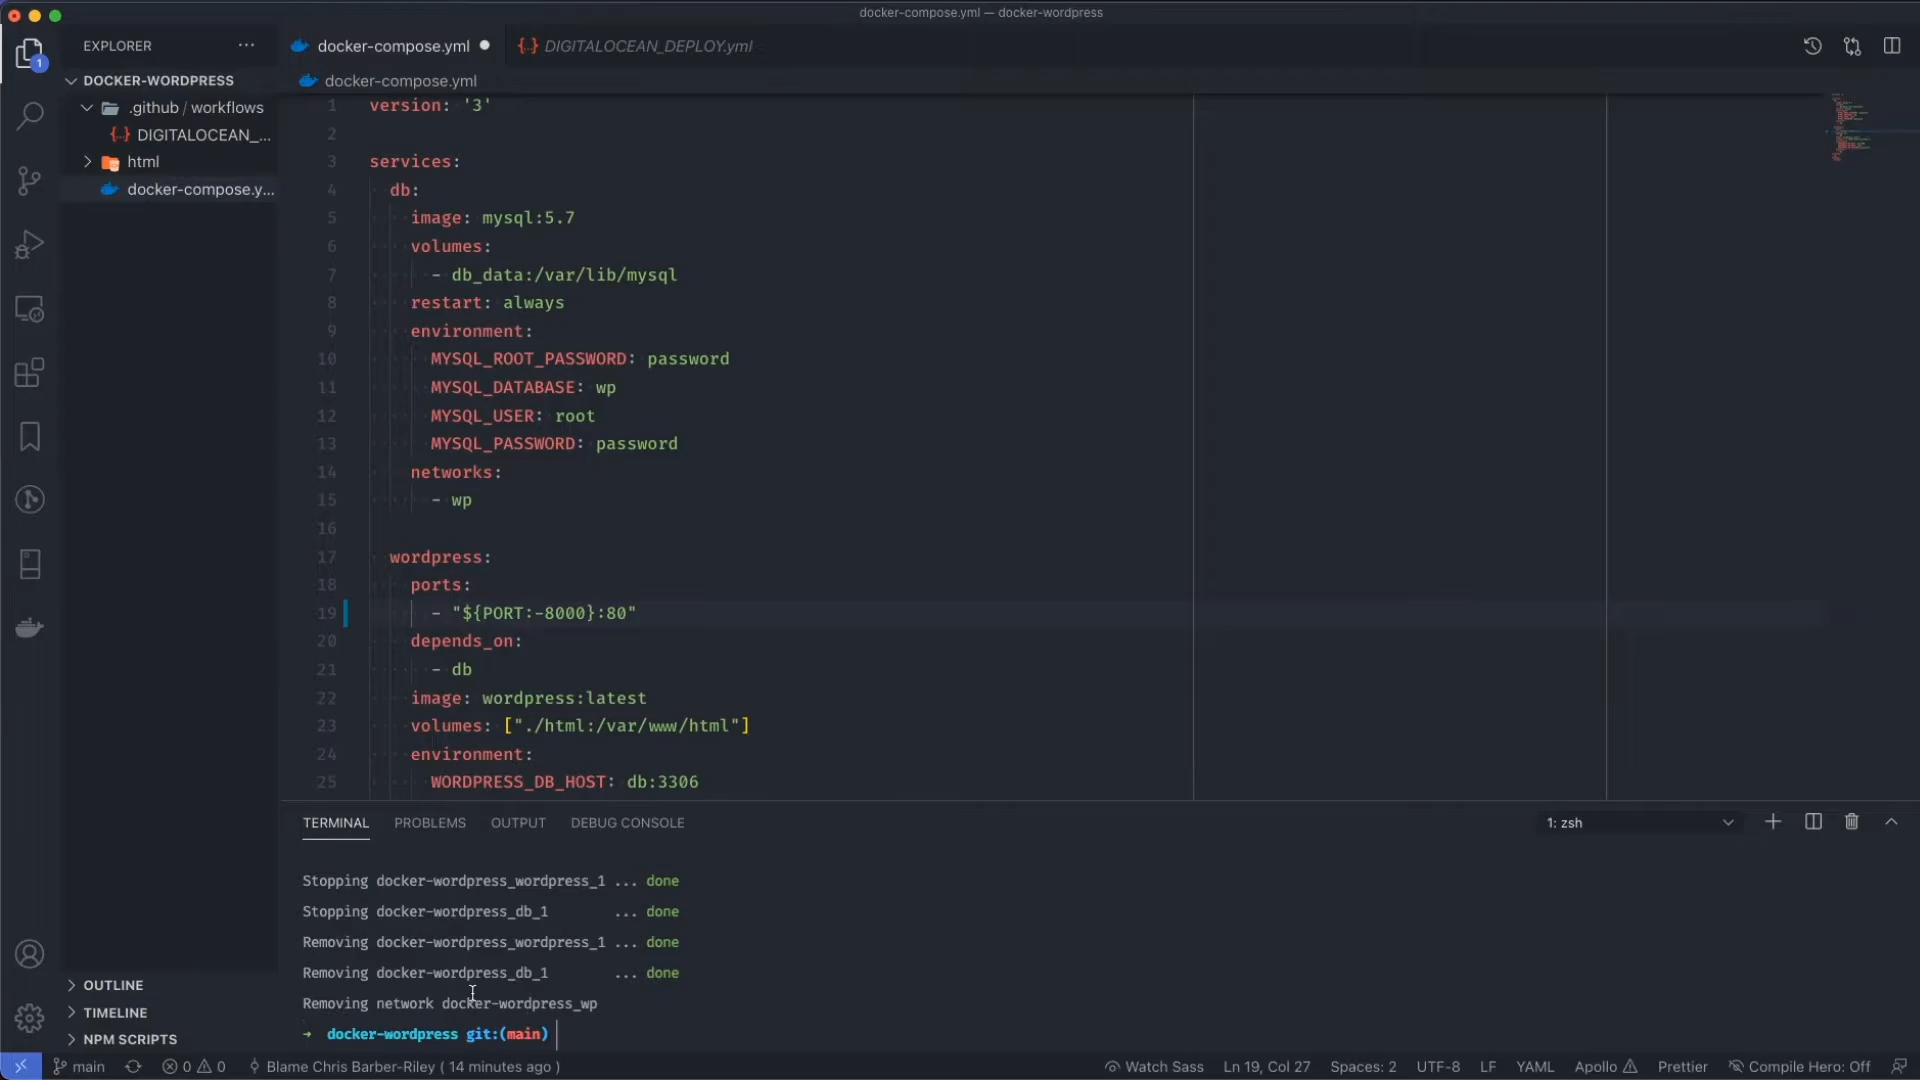 docker-compose.yml — docker-wordpress
EXPLORER
docker-compose.yml
DIGITALOCEAN_DEPLOY.yml
1
DOCKER-WORDPRESS
docker-compose.yml
.github / workflows
DIGITALOCEAN_...
html
docker-compose.y...
1 version: '3'
2
3 services:
4 db:
5 image: mysql:5.7
6 volumes:
7 - db_data:/var/lib/mysql
8 restart: always
9 environment:
10 MYSQL_ROOT_PASSWORD: password
11 MYSQL_DATABASE: wp
12 MYSQL_USER: root
13 MYSQL_PASSWORD: password
14 networks:
15 - wp
16
17 wordpress:
18 ports:
19 - "${PORT:-8000}:80"
20 depends_on:
21 - db
22 image: wordpress:latest
23 volumes: ["./html:/var/www/html"]
24 environment:
25 WORDPRESS_DB_HOST: db:3306
TERMINAL PROBLEMS OUTPUT DEBUG CONSOLE
1: zsh
Stopping docker-wordpress_wordpress_1 ... done
Stopping docker-wordpress_db_1 ... done
Removing docker-wordpress_wordpress_1 ... done
Removing docker-wordpress_db_1 ... done
Removing network docker-wordpress_wp
→ docker-wordpress git:(main)
OUTLINE
TIMELINE
NPM SCRIPTS
main
0 0
Blame Chris Barber-Riley ( 14 minutes ago )
Watch Sass
Ln 19, Col 27
Spaces: 2
UTF-8
LF
YAML
Apollo
Prettier
Compile Hero: Off